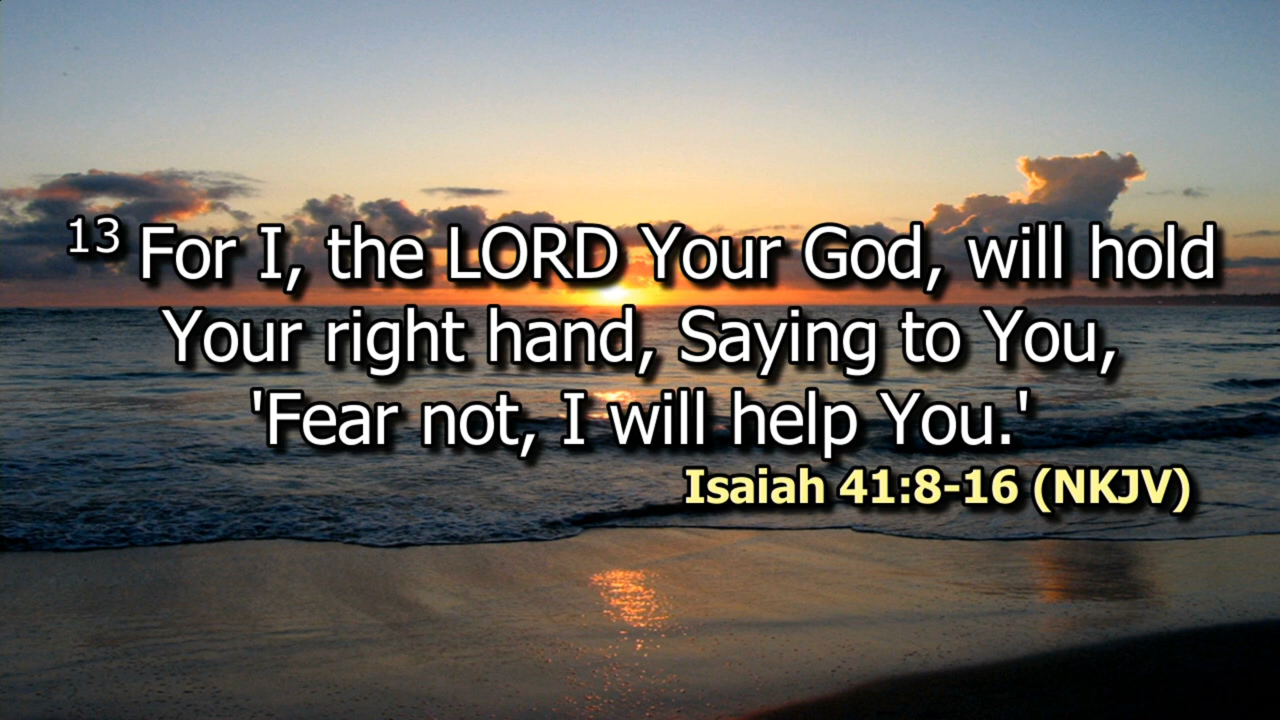 13 For I, the LORD Your God, will hold
Your right hand, Saying to You,
'Fear not, I will help You.'
Isaiah 41:8-16 (NKJV)